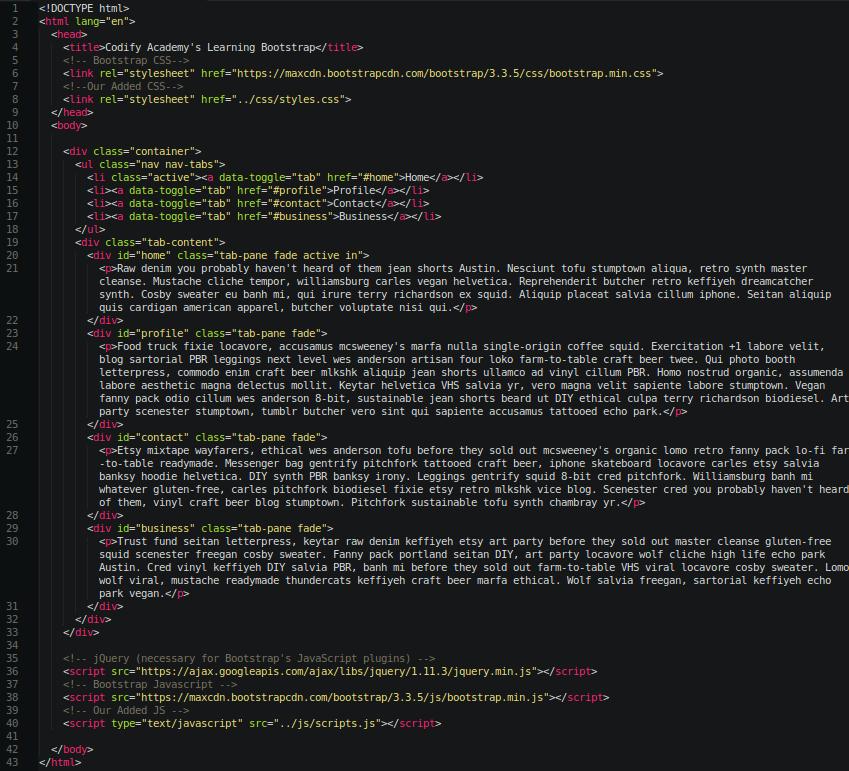 1 <!DOCTYPE html>
2 <html lang="en">
3 <head>
4 <title>Codify Academy's Learning Bootstrap</title>
5 <!-- Bootstrap CSS-->
6 <link rel="stylesheet" href="https://maxcdn.bootstrapcdn.com/bootstrap/3.3.5/css/bootstrap.min.css">
7 <!--Our Added CSS-->
8 <link rel="stylesheet" href="../css/styles.css">
9 </head>
10 <body>
11
12 <div class="container">
13 <ul class="nav nav-tabs">
14 <li class="active"><a data-toggle="tab" href="#home">Home</a></li>
15 <li><a data-toggle="tab" href="#profile">Profile</a></li>
16 <li><a data-toggle="tab" href="#contact">Contact</a></li>
17 <li><a data-toggle="tab" href="#business">Business</a></li>
18 </ul>
19 <div class="tab-content">
20 <div id="home" class="tab-pane fade active in">
21 <p>Raw denim you probably haven't heard of them jean shorts Austin. Nesciunt tofu stumptown aliqua, retro synth master
cleanse. Mustache cliche tempor, williamsburg carles vegan helvetica. Reprehenderit butcher retro keffiyeh dreamcatcher
synth. Cosby sweater eu banh mi, qui irure terry richardson ex squid. Aliquip placeat salvia cillum iphone. Seitan aliquip
quis cardigan american apparel, butcher voluptate nisi qui.</p>
22 </div>
23 <div id="profile" class="tab-pane fade">
24 <p>Food truck fixie locavore, accusamus mcsweeney's marfa nulla single-origin coffee squid. Exercitation +1 labore velit,
blog sartorial PBR leggings next level wes anderson artisan four loko farm-to-table craft beer twee. Qui photo booth
letterpress, commodo enim craft beer mlkshk aliquip jean shorts ullamco ad vinyl cillum PBR. Homo nostrud organic, assumenda
labore aesthetic magna delectus mollit. Keytar helvetica VHS salvia yr, vero magna velit sapiente labore stumptown. Vegan
fanny pack odio cillum wes anderson 8-bit, sustainable jean shorts beard ut DIY ethical culpa terry richardson biodiesel. Art
party scenester stumptown, tumblr butcher vero sint qui sapiente accusamus tattooed echo park.</p>
25 </div>
26 <div id="contact" class="tab-pane fade">
27 <p>Etsy mixtape wayfarers, ethical wes anderson tofu before they sold out mcsweeney's organic lomo retro fanny pack lo-fi far
-to-table readymade. Messenger bag gentrify pitchfork tattooed craft beer, iphone skateboard locavore carles etsy salvia
banksy hoodie helvetica. DIY synth PBR banksy irony. Leggings gentrify squid 8-bit cred pitchfork. Williamsburg banh mi
whatever gluten-free, carles pitchfork biodiesel fixie etsy retro mlkshk vice blog. Scenester cred you probably haven't heard
of them, vinyl craft beer blog stumptown. Pitchfork sustainable tofu synth chambray yr.</p>
28 </div>
29 <div id="business" class="tab-pane fade">
30 <p>Trust fund seitan letterpress, keytar raw denim keffiyeh etsy art party before they sold out master cleanse gluten-free
squid scenester freegan cosby sweater. Fanny pack portland seitan DIY, art party locavore wolf cliche high life echo park
Austin. Cred vinyl keffiyeh DIY salvia PBR, banh mi before they sold out farm-to-table VHS viral locavore cosby sweater. Lomo
wolf viral, mustache readymade thundercats keffiyeh craft beer marfa ethical. Wolf salvia freegan, sartorial keffiyeh echo
park vegan.</p>
31 </div>
32 </div>
33 </div>
34
35 <!-- jQuery (necessary for Bootstrap's JavaScript plugins) -->
36 <script src="https://ajax.googleapis.com/ajax/libs/jquery/1.11.3/jquery.min.js"></script>
37 <!-- Bootstrap Javascript -->
38 <script src="https://maxcdn.bootstrapcdn.com/bootstrap/3.3.5/js/bootstrap.min.js"></script>
39 <!-- Our Added JS -->
40 <script type="text/javascript" src="../js/scripts.js"></script>
41
42 </body>
43 </html>